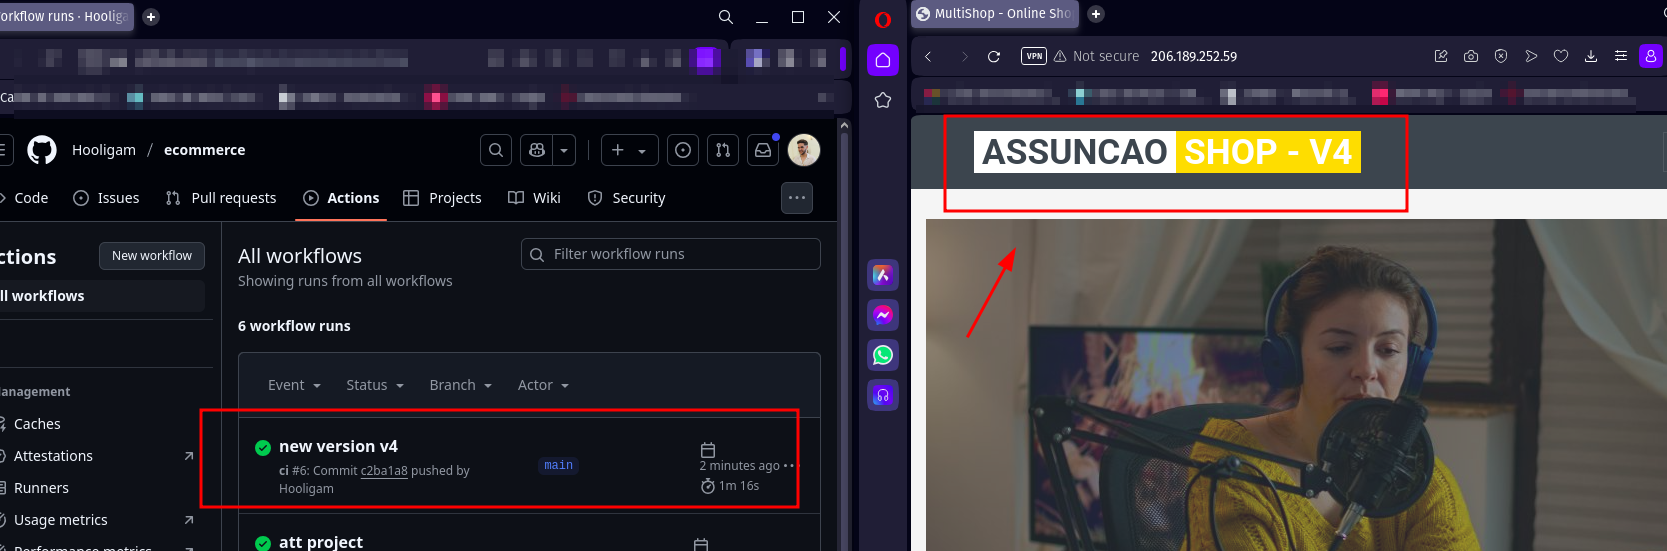 orkflow runs · Hooliga
Ca
Hooligam / ecommerce
Code
Issues
Pull requests
Actions
Projects
Wiki
Security
ctions
New workflow
ll workflows
anagement
Caches
Attestations
Runners
Usage metrics
Performance metrics
All workflows
Showing runs from all workflows
Filter workflow runs
6 workflow runs
Event
Status
Branch
Actor
new version v4
ci #6: Commit c2ba1a8 pushed by
Hooligam
main
2 minutes ago
1m 16s
att project
MultiShop - Online Sho
VPN
Not secure
206.189.252.59
ASSUNCAO SHOP - V4